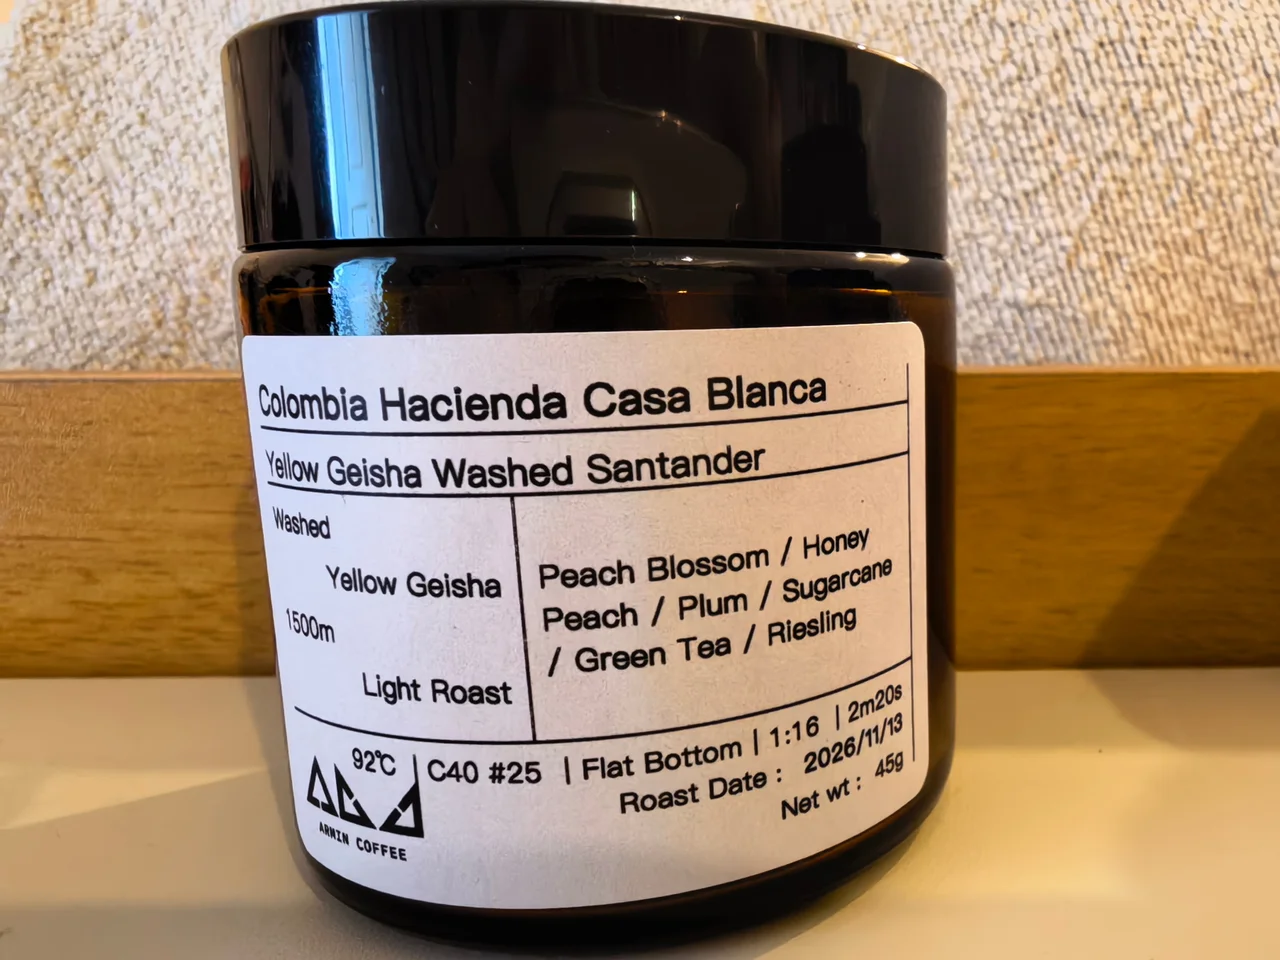 Colombia Hacienda Casa Blanca
Yellow Geisha Washed Santander
Washed
Yellow Geisha
1500m
Light Roast
Peach Blossom / Honey
Peach / Plum / Sugarcane
/ Green Tea / Riesling
92℃ | C40 #25 | Flat Bottom | 1:16 | 2m20s
Roast Date : 2026/11/13
Net wt : 45g
ARMIN COFFEE